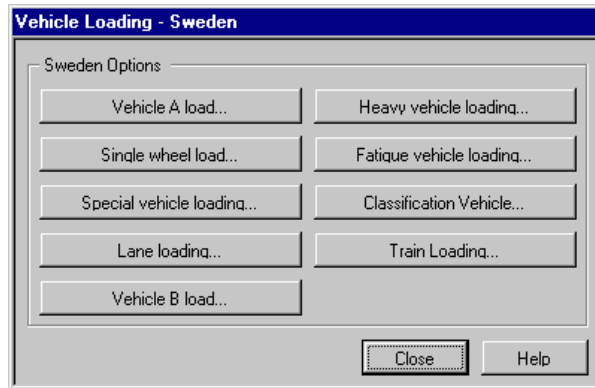 Vehicle Loading - Sweden
Sweden Options
Vehicle A load...
Heavy vehicle loading...
Single wheel load...
Fatigue vehicle loading...
Special vehicle loading...
Classification Vehicle...
Lane loading...
Train Loading...
Vehicle B load...
Close
Help